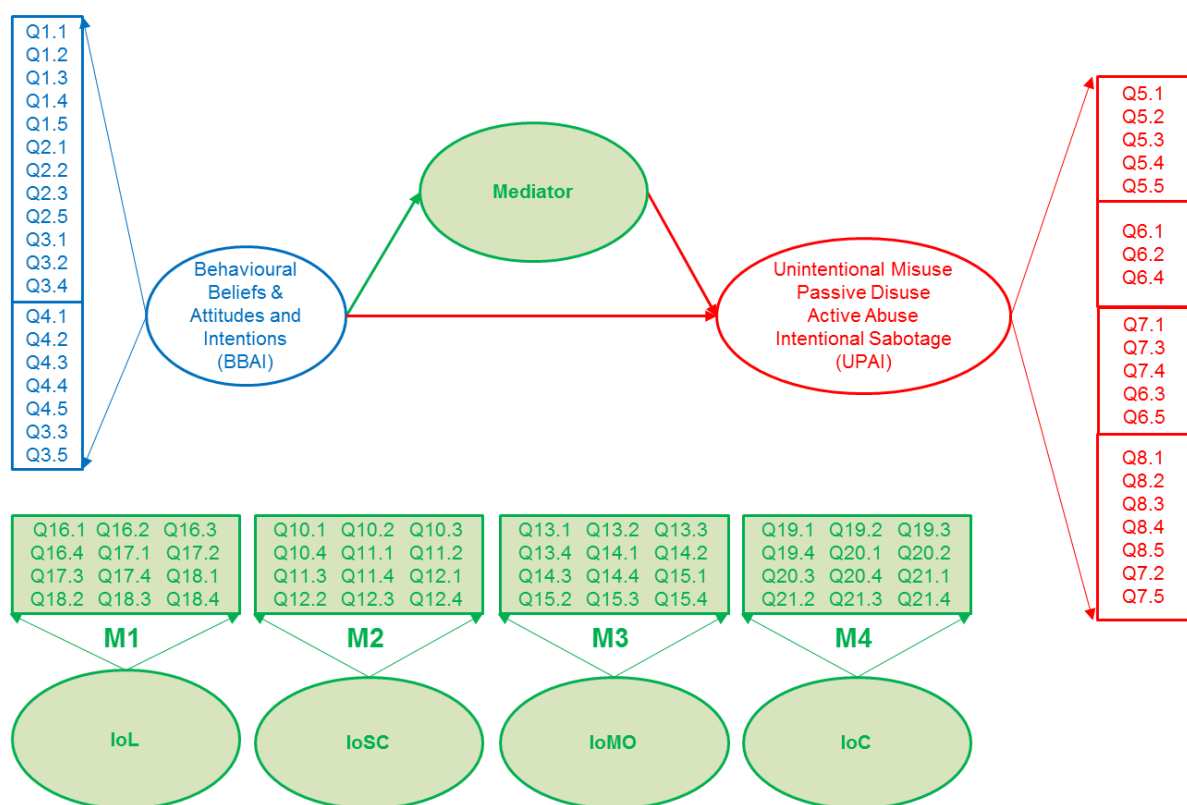 Q1.1
Q1.2
Q1.3
Q1.4
Q1.5
Q2.1
Q2.2
Q2.3
Q2.5
Q3.1
Q3.2
Q3.4
Q4.1
Q4.2
Q4.3
Q4.4
Q4.5
Q3.3
Q3.5
Behavioural
Beliefs &
Attitudes and
Intentions
(BBAI)
Mediator
Unintentional Misuse
Passive Disuse
Active Abuse
Intentional Sabotage
(UPAI)
Q5.1
Q5.2
Q5.3
Q5.4
Q5.5
Q6.1
Q6.2
Q6.4
Q7.1
Q7.3
Q7.4
Q6.3
Q6.5
Q8.1
Q8.2
Q8.3
Q8.4
Q8.5
Q7.2
Q7.5
Q16.1 Q16.2 Q16.3
Q16.4 Q17.1 Q17.2
Q17.3 Q17.4 Q18.1
Q18.2 Q18.3 Q18.4
M1
IoL
Q10.1 Q10.2 Q10.3
Q10.4 Q11.1 Q11.2
Q11.3 Q11.4 Q12.1
Q12.2 Q12.3 Q12.4
M2
IoSC
Q13.1 Q13.2 Q13.3
Q13.4 Q14.1 Q14.2
Q14.3 Q14.4 Q15.1
Q15.2 Q15.3 Q15.4
M3
IoMO
Q19.1 Q19.2 Q19.3
Q19.4 Q20.1 Q20.2
Q20.3 Q20.4 Q21.1
Q21.2 Q21.3 Q21.4
M4
IoC